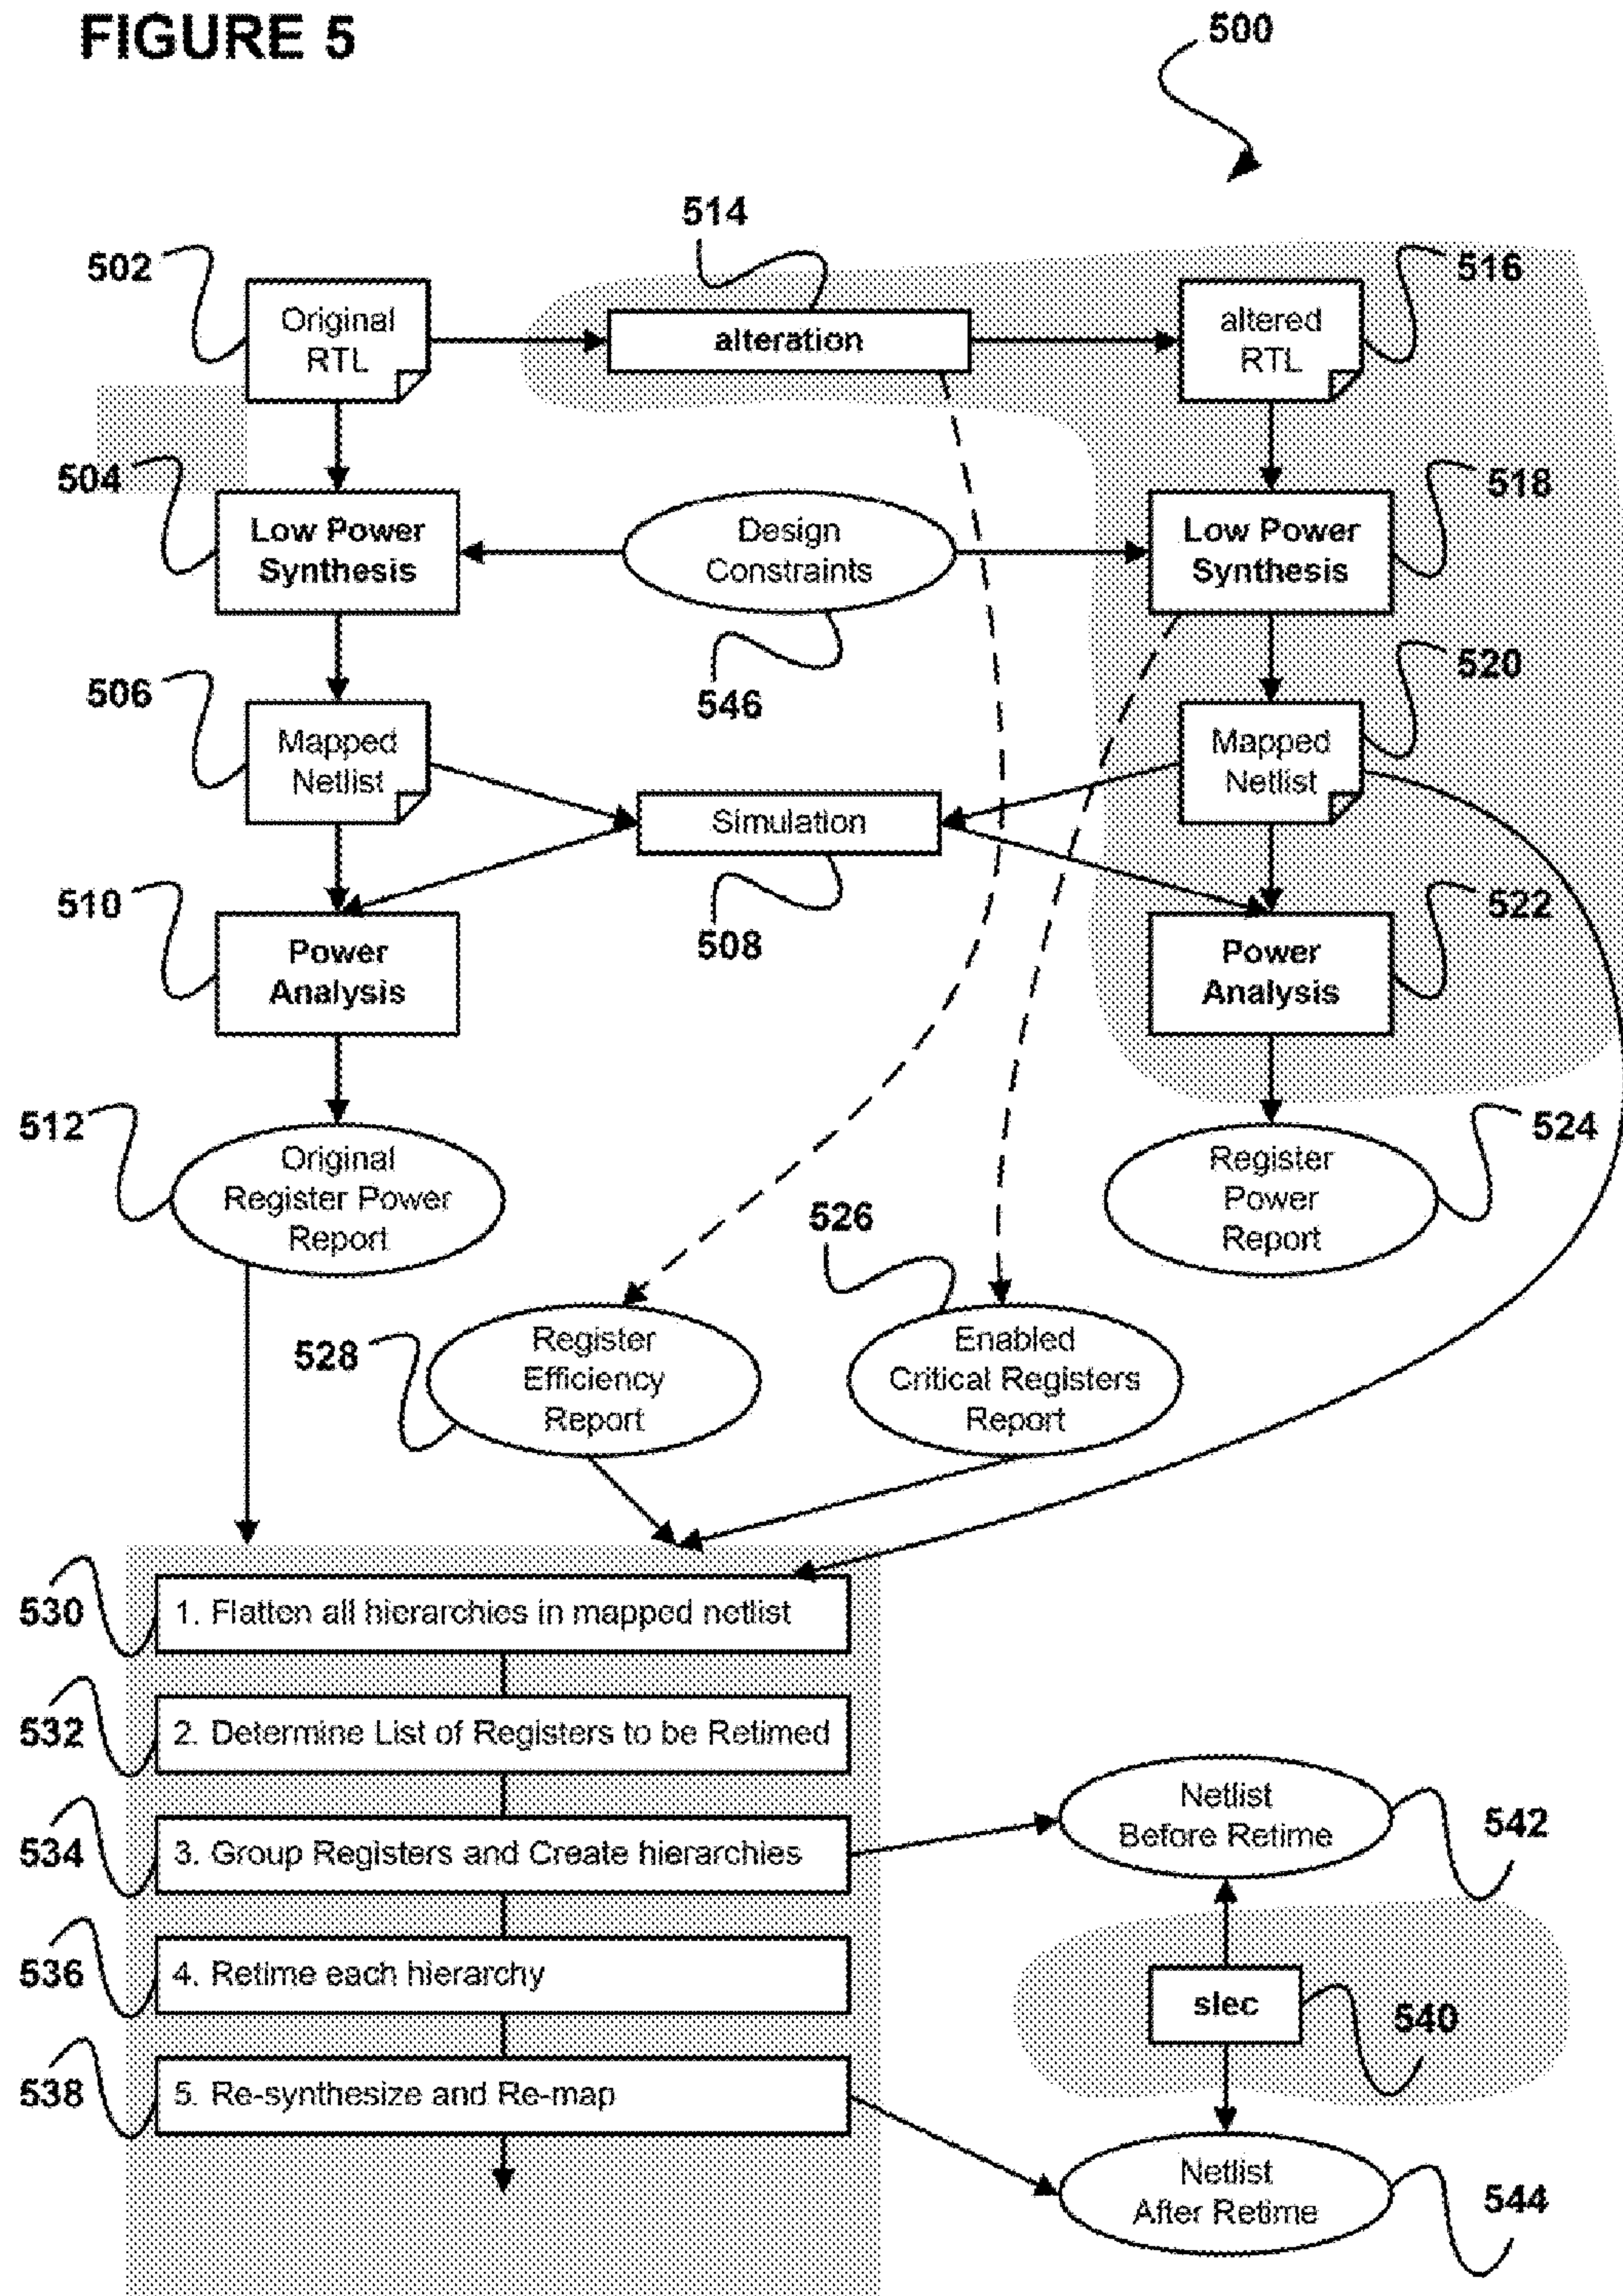 FIGURE 5
500
514
502
516
Original
RTL
alteration
altered
RTL
504
518
Low Power
Synthesis
Design
Constraints
Low Power
Synthesis
546
506
520
Mapped
Netlist
Simulation
Mapped
Netlist
508
510
522
Power
Analysis
Power
Analysis
512
524
Original
Register Power
Report
Register
Power
Report
526
528
Register
Efficiency
Report
Enabled
Critical Registers
Report
530
1. Flatten all hierarchies in mapped netlist
532
2. Determine List of Registers to be Retimed
534
3. Group Registers and Create hierarchies
Netlist
Before Retime
542
536
4. Retime each hierarchy
slec
540
538
5. Re-synthesize and Re-map
Netlist
After Retime
544